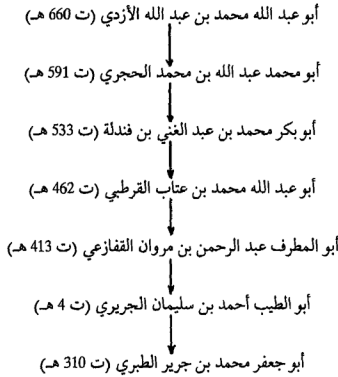 أبو عبد الله محمد بن عبد الله الأزدي (ت 660 هـ)
أبو محمد عبد الله بن محمد الحجري (ت 591 هـ)
أبو بكر محمد بن عبد الغني بن فندلة (ت 533 هـ)
أبو عبد الله محمد بن عتاب القرطبي (ت 462 هـ)
أبو المطرف عبد الرحمن بن مروان القفازعي (ت 413 هـ)
أبو الطيب أحمد بن سليمان الجريري (ت 4 هـ)
أبو جعفر محمد بن جرير الطبري (ت 310 هـ)